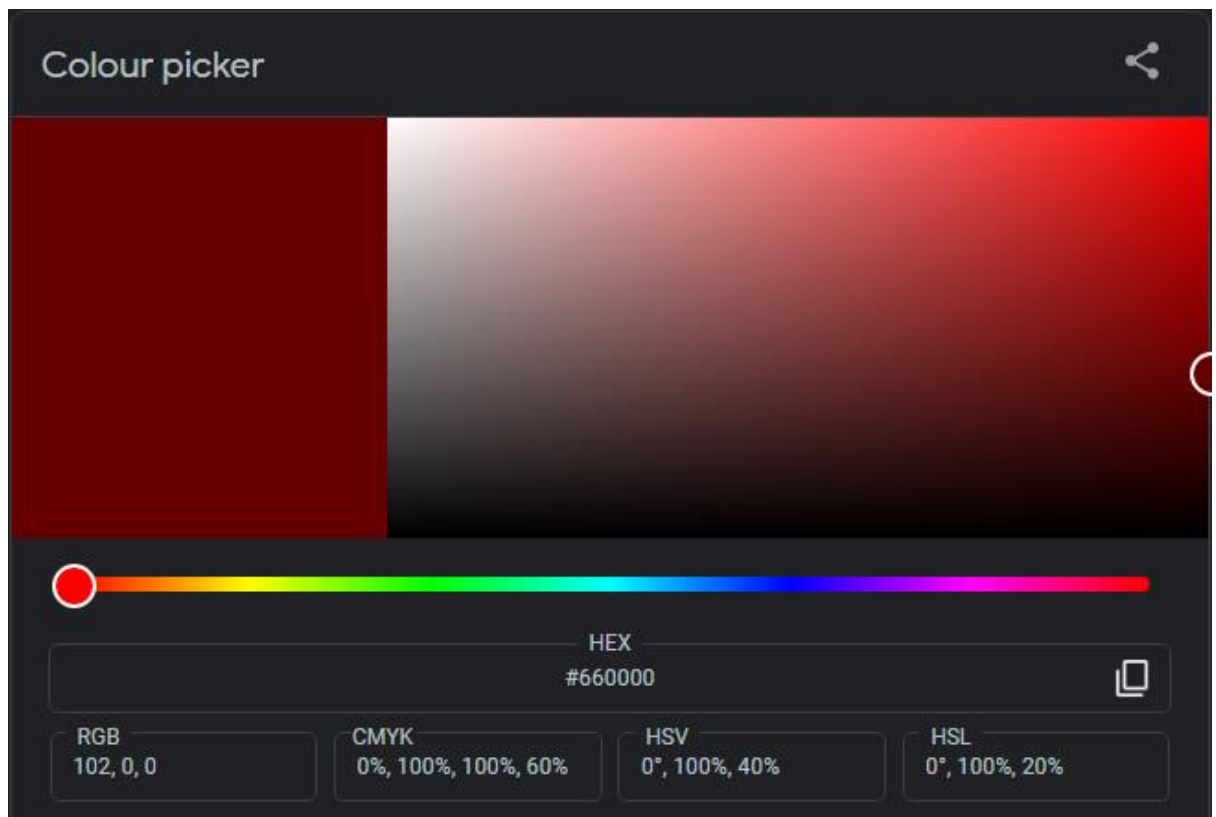 Colour picker
HEX
#660000
RGB
102, 0, 0
CMYK
0%, 100%, 100%, 60%
HSV
0°, 100%, 40%
HSL
0°, 100%, 20%